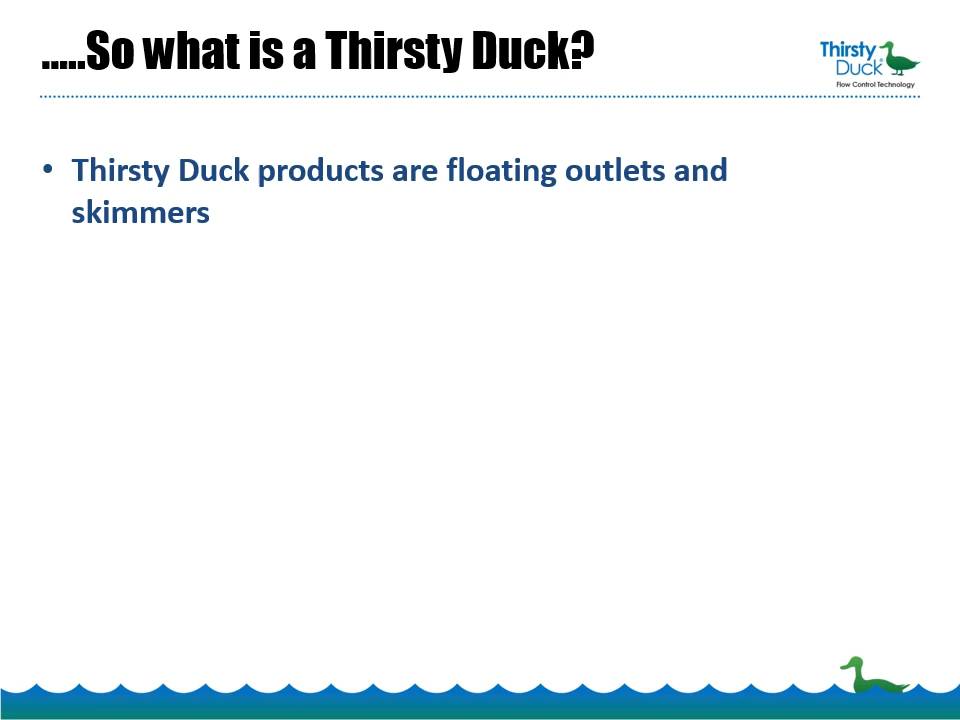 .....So what is a Thirsty Duck?
Thirsty
Duck
Flow Control Technology
• Thirsty Duck products are floating outlets and
skimmers